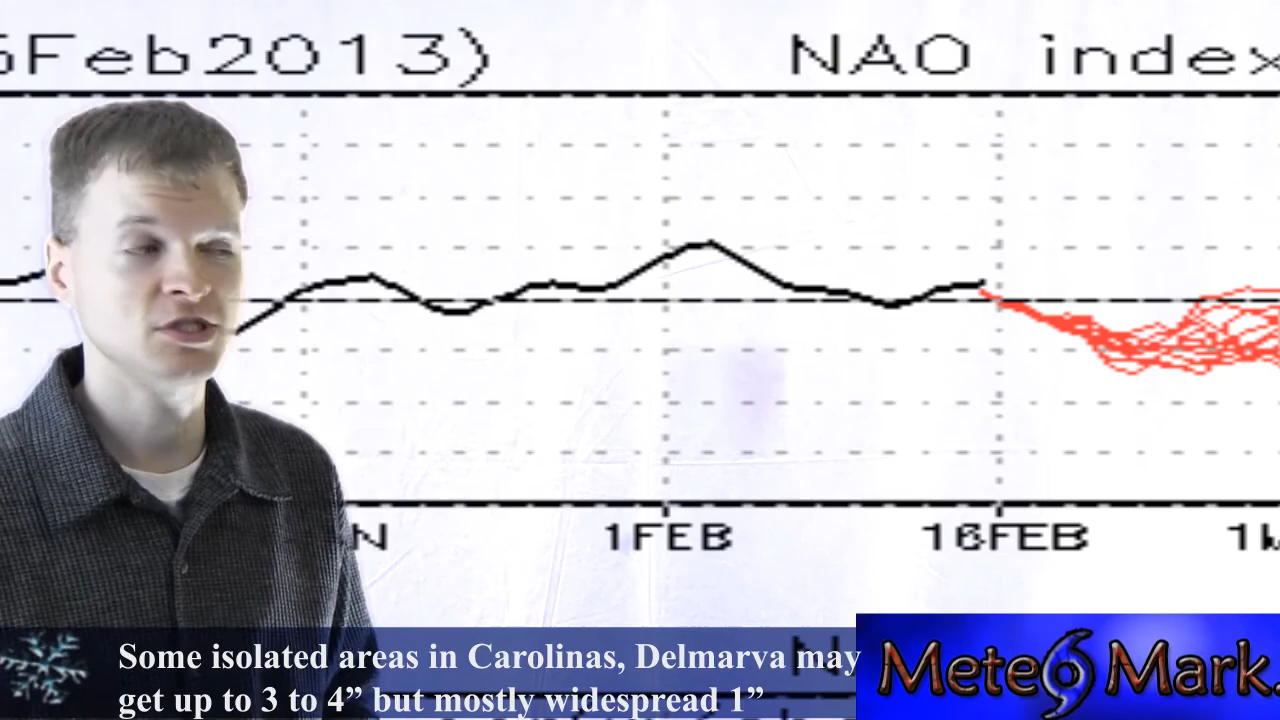 Feb2013) NAO index
N 1FEB 16FEB
Some isolated areas in Carolinas, Delmarva may
get up to 3 to 4” but mostly widespread 1”
MeteoMark.